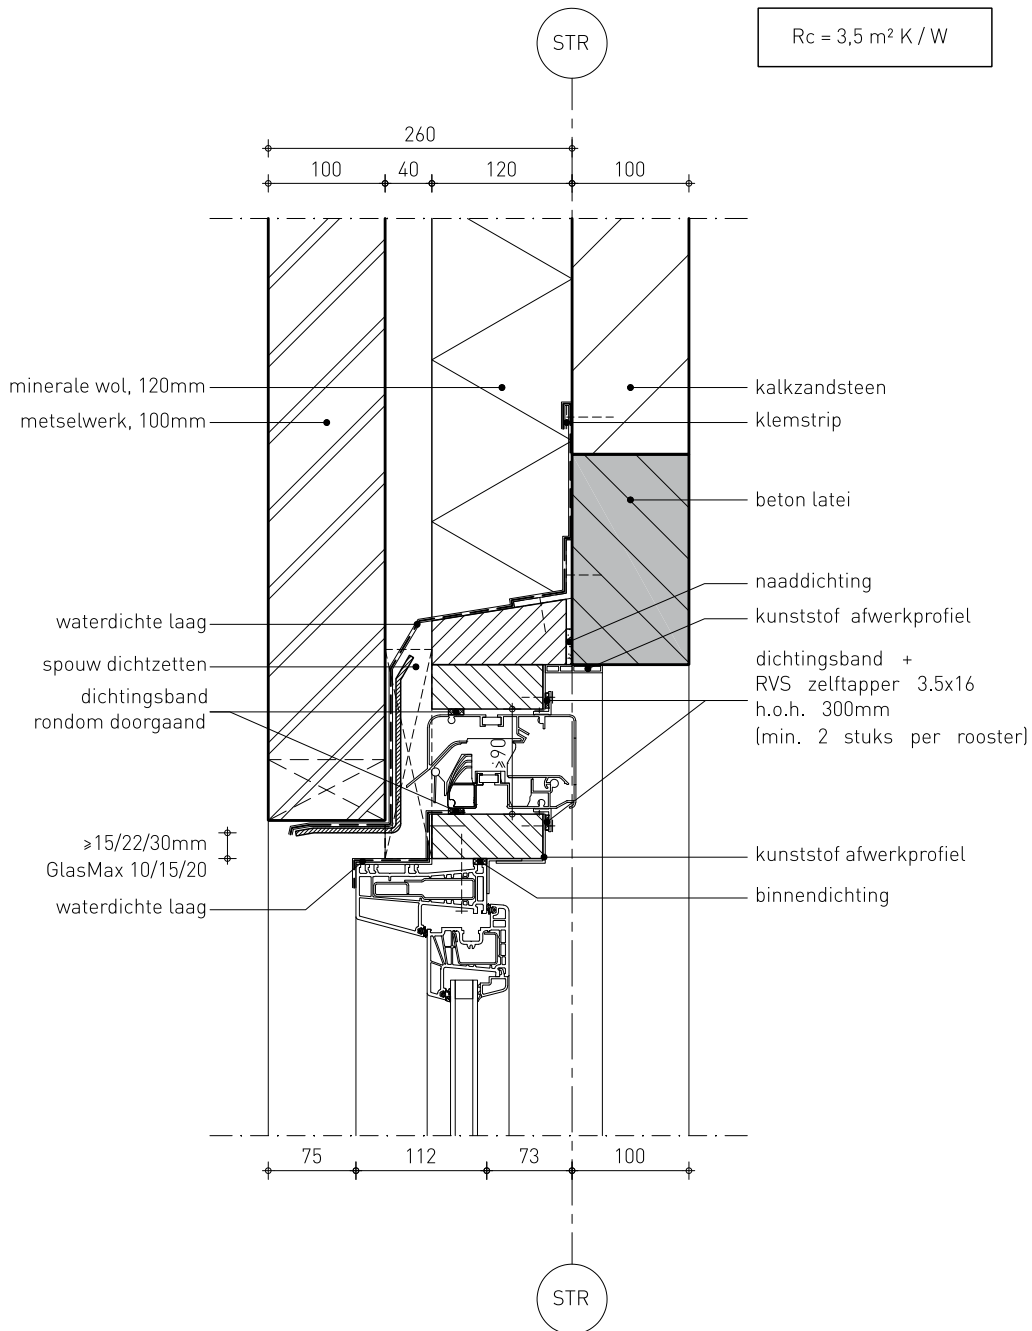 STR
Rc = 3,5 m² K / W
260
100 40 120 100
minerale wol, 120mm
metselwerk, 100mm
kalkzandsteen
klemstrip
beton latei
naaddichting
kunststof afwerkprofiel
waterdichte laag
spouw dichtzetten
dichtingsband
rondom doorgaand
dichtingsband +
RVS zelftapper 3.5x16
h.o.h. 300mm
(min. 2 stuks per rooster)
≥90
≥15/22/30mm
GlasMax 10/15/20
waterdichte laag
kunststof afwerkprofiel
binnendichting
75 112 73 100
STR